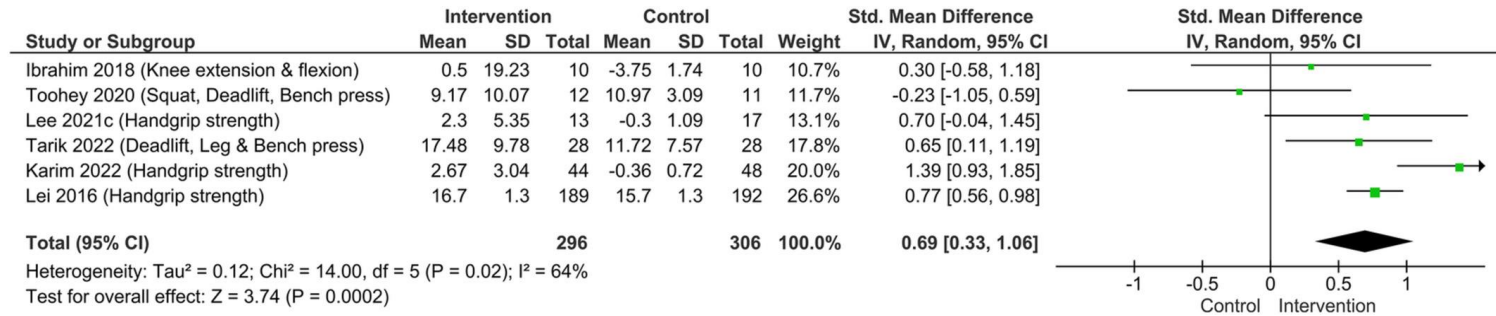 Intervention Control Std. Mean Difference Std. Mean Difference
Study or Subgroup Mean SD Total Mean SD Total Weight IV, Random, 95% CI IV, Random, 95% CI
Ibrahim 2018 (Knee extension & flexion) 0.5 19.23 10 -3.75 1.74 10 10.7% 0.30 [-0.58, 1.18]
Toohey 2020 (Squat, Deadlift, Bench press) 9.17 10.07 12 10.97 3.09 11 11.7% -0.23 [-1.05, 0.59]
Lee 2021c (Handgrip strength) 2.3 5.35 13 -0.3 1.09 17 13.1% 0.70 [-0.04, 1.45]
Tarik 2022 (Deadlift, Leg & Bench press) 17.48 9.78 28 11.72 7.57 28 17.8% 0.65 [0.11, 1.19]
Karim 2022 (Handgrip strength) 2.67 3.04 44 -0.36 0.72 48 20.0% 1.39 [0.93, 1.85]
Lei 2016 (Handgrip strength) 16.7 1.3 189 15.7 1.3 192 26.6% 0.77 [0.56, 0.98]
Total (95% CI) 296 306 100.0% 0.69 [0.33, 1.06]
Heterogeneity: Tau² = 0.12; Chi² = 14.00, df = 5 (P = 0.02); I² = 64%
Test for overall effect: Z = 3.74 (P = 0.0002)
-1 -0.5 0 0.5 1
Control Intervention